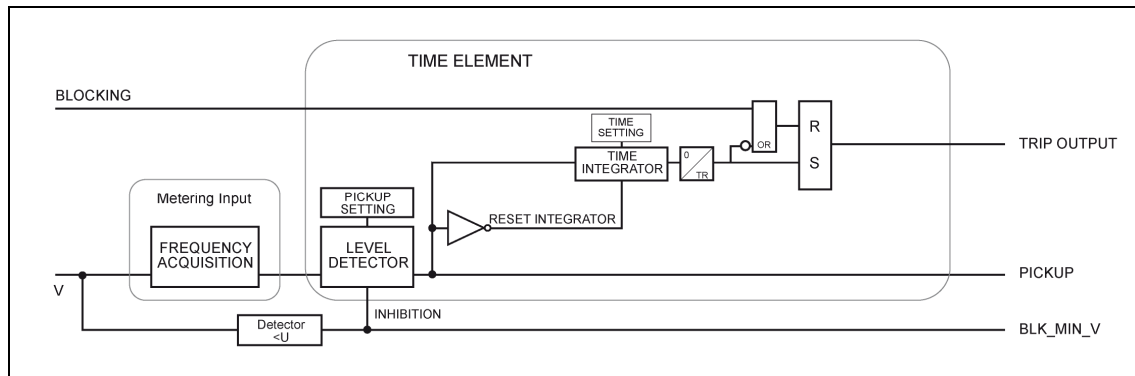 TIME ELEMENT
BLOCKING
TIME
SETTING
TIME
INTEGRATOR
0
TR
OR
R
S
TRIP OUTPUT
Metering Input
PICKUP
SETTING
RESET INTEGRATOR
FREQUENCY
ACQUISITION
LEVEL
DETECTOR
PICKUP
V
INHIBITION
Detector
<U
BLK_MIN_V